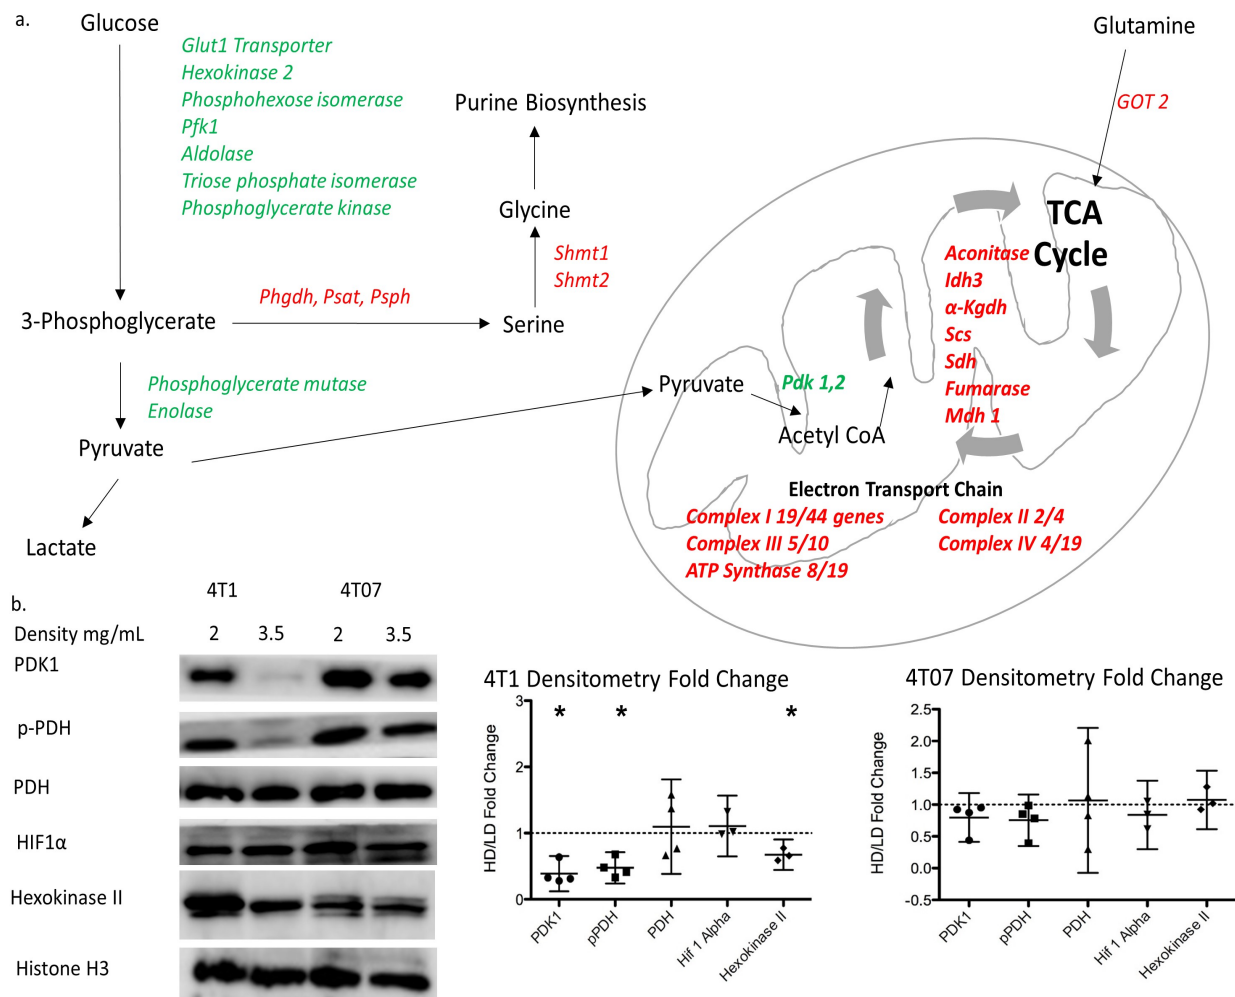 a.
Glucose
Glut1 Transporter
Hexokinase 2
Phosphohexose isomerase
Pfk1
Aldolase
Triose phosphate isomerase
Phosphoglycerate kinase
Purine Biosynthesis
Glycine
Shmt1
Shmt2
Phgdh, Psat, Psph
3-Phosphoglycerate
Serine
Phosphoglycerate mutase
Enolase
Pyruvate
Lactate
Glutamine
GOT 2
TCA
Cycle
Aconitase
Idh3
α-Kgdh
Scs
Sdh
Fumarase
Mdh 1
Pyruvate
Pdk 1,2
Acetyl CoA
Electron Transport Chain
Complex I 19/44 genes
Complex II 2/4
Complex III 5/10
Complex IV 4/19
ATP Synthase 8/19
b.
4T1
4T07
Density mg/mL
2
3.5
2
3.5
PDK1
p-PDH
PDH
HIF1α
Hexokinase II
Histone H3
4T1 Densitometry Fold Change
HD/LD Fold Change
3
2
1
0
* * *
PDK1
pPDH
PDH
Hif 1 Alpha
Hexokinase II
4T07 Densitometry Fold Change
HD/LD Fold Change
2.5
2.0
1.5
1.0
0.5
0.0
-0.5
PDK1
pPDH
PDH
Hif 1 Alpha
Hexokinase II